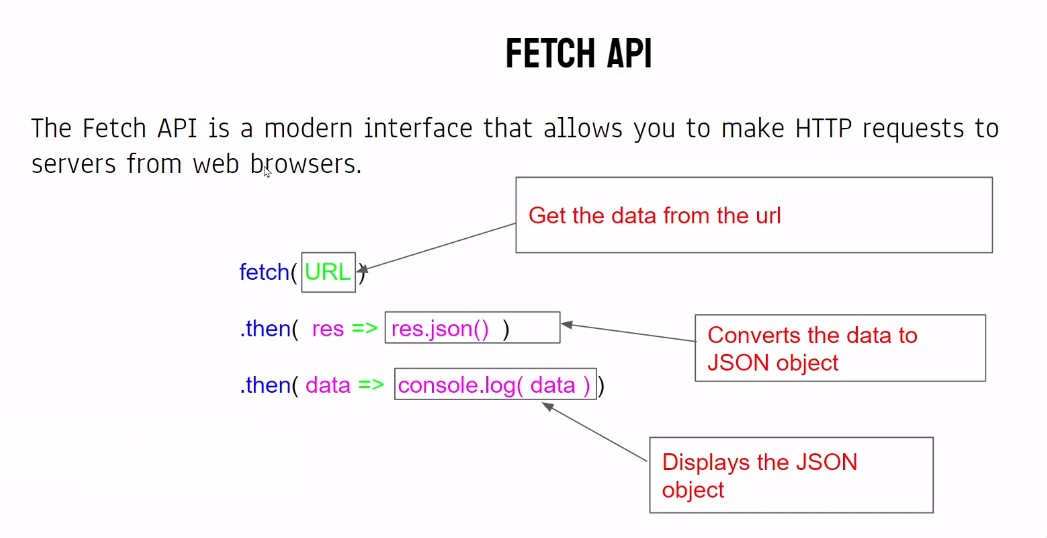 FETCH API
The Fetch API is a modern interface that allows you to make HTTP requests to
servers from web browsers.
Get the data from the url
fetch( URL )
.then( res => res.json() )
Converts the data to
JSON object
.then( data => console.log( data ) )
Displays the JSON
object